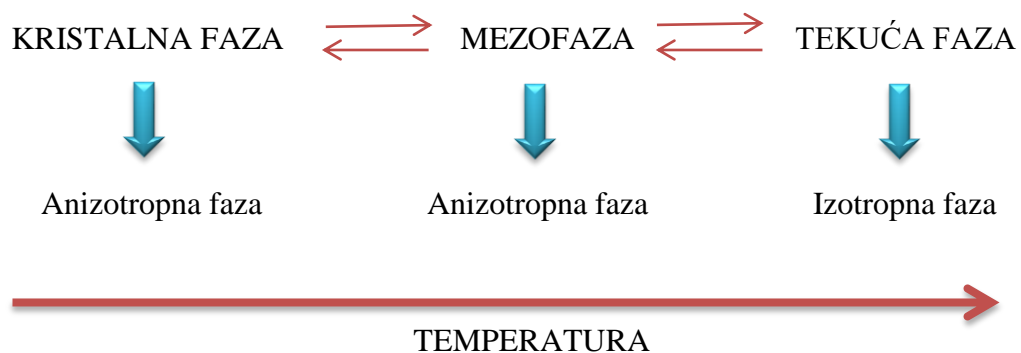 KRISTALNA FAZA MEZOFAZA TEKUĆA FAZA
Anizotropna faza Anizotropna faza Izotropna faza
TEMPERATURA